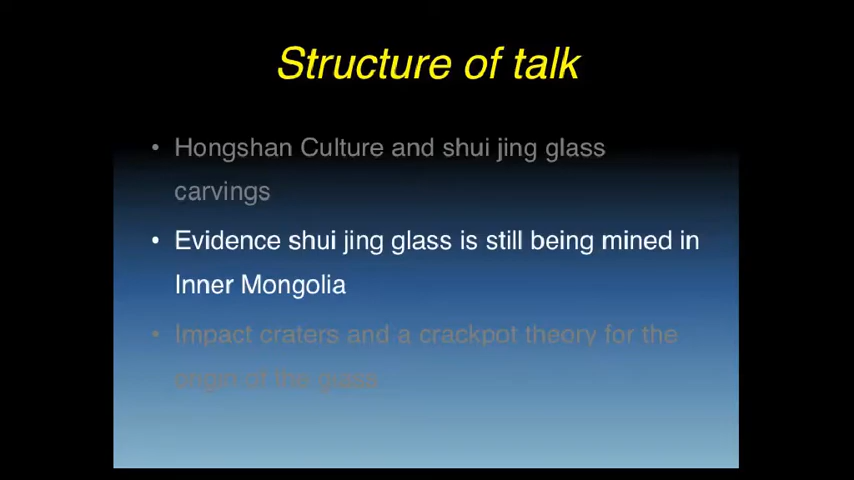 Structure of talk
• Hongshan Culture and shui jing glass
carvings
• Evidence shui jing glass is still being mined in
Inner Mongolia
• Impact craters and a crackpot theory for the
origin of the glass